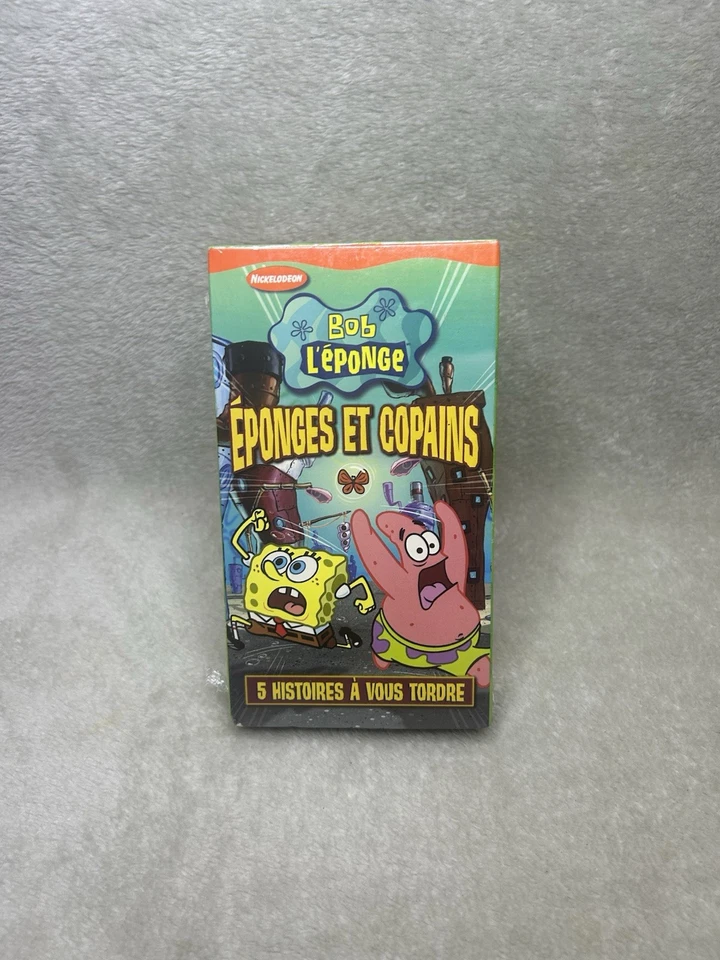 NICKELODEON
BOB
L'ÉPONGE
ÉPONGES ET COPAINS
5 HISTOIRES À VOUS TORDRE